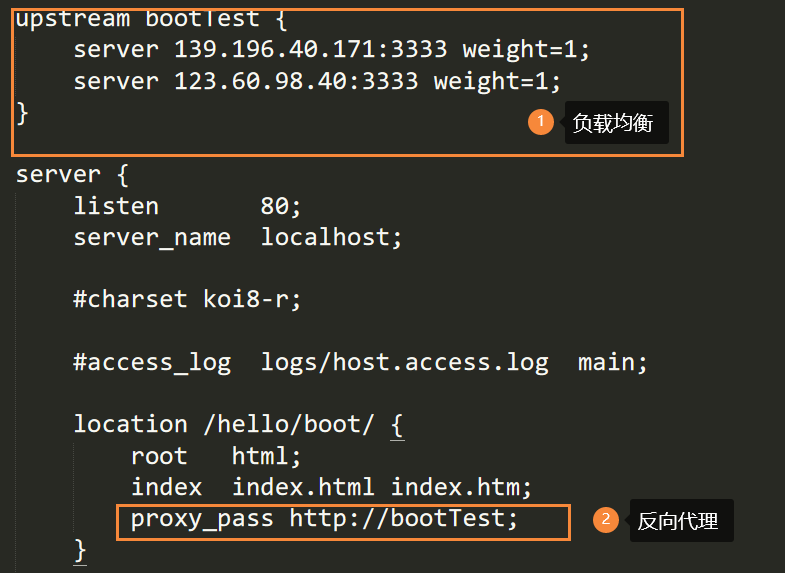 upstream bootTest {
    server 139.196.40.171:3333 weight=1;
    server 123.60.98.40:3333 weight=1;
}
1 负载均衡
server {
    listen       80;
    server_name  localhost;
    #charset koi8-r;
    #access_log  logs/host.access.log  main;
    location /hello/boot/ {
        root   html;
        index  index.html index.htm;
        proxy_pass http://bootTest;
2 反向代理
    }